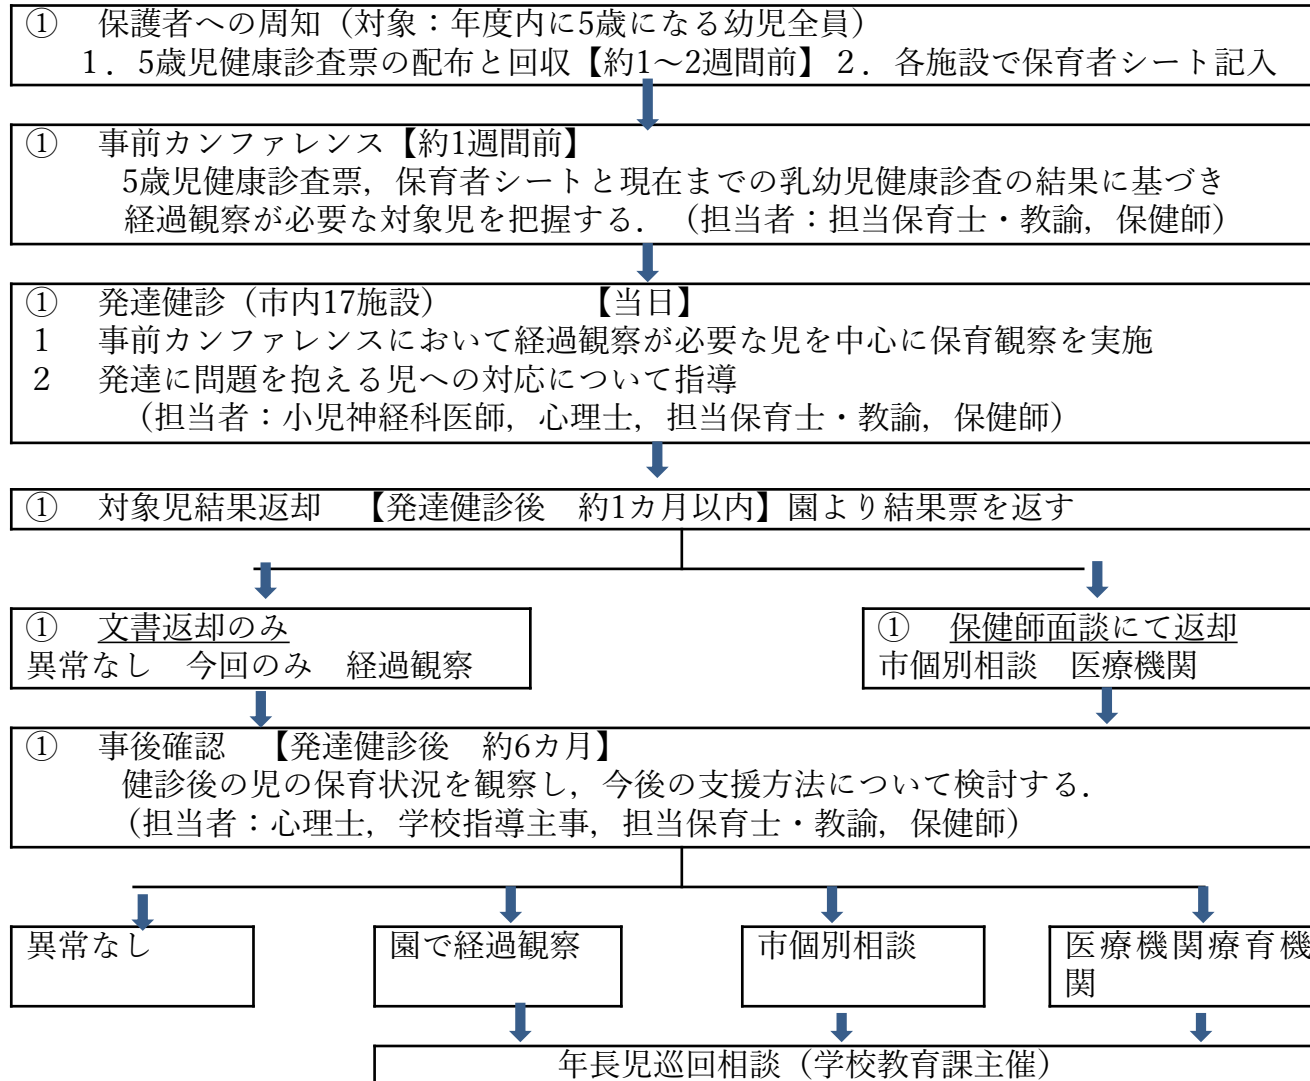 ① 保護者への周知（対象：年度内に5歳になる幼児全員）
１．5歳児健康診査票の配布と回収【約1～2週間前】２．各施設で保育者シート記入
① 事前カンファレンス【約1週間前】
5歳児健康診査票，保育者シートと現在までの乳幼児健康診査の結果に基づき
経過観察が必要な対象児を把握する．（担当者：担当保育士・教諭，保健師）
① 発達健診（市内17施設）　　　【当日】
1 事前カンファレンスにおいて経過観察が必要な児を中心に保育観察を実施
2 発達に問題を抱える児への対応について指導
（担当者：小児神経科医師，心理士，担当保育士・教諭，保健師）
① 対象児結果返却　【発達健診後　約1カ月以内】園より結果票を返す
① 文書返却のみ
異常なし　今回のみ　経過観察
① 保健師面談にて返却
市個別相談　医療機関
① 事後確認　【発達健診後　約6カ月】
健診後の児の保育状況を観察し，今後の支援方法について検討する．
（担当者：心理士，学校指導主事，担当保育士・教諭，保健師）
異常なし
園で経過観察
市個別相談
医療機関療育機
関
年長児巡回相談（学校教育課主催）